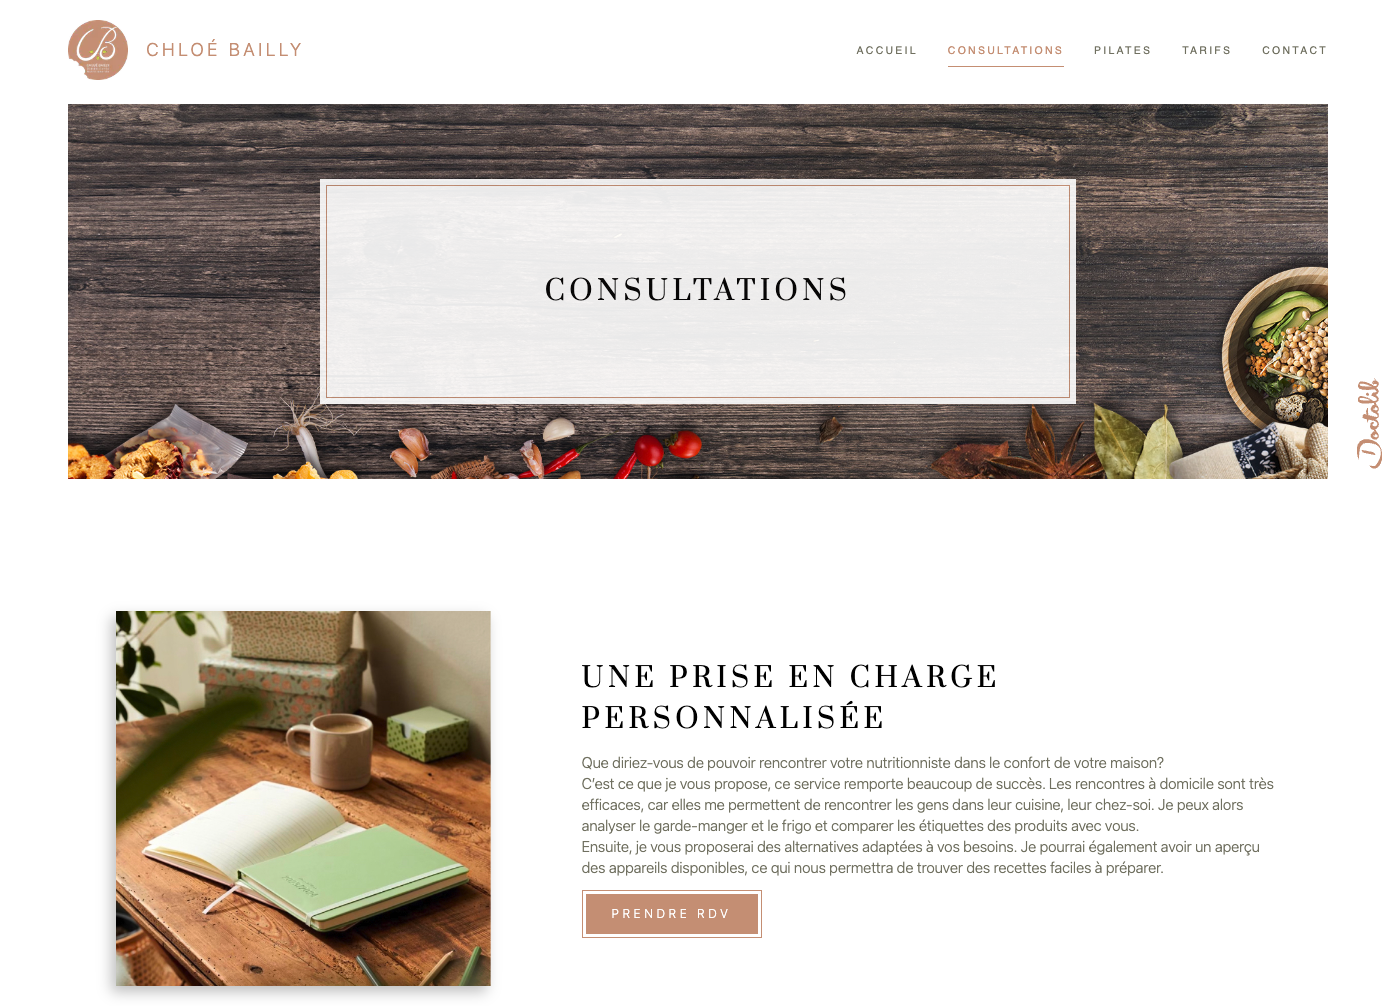 CB
CHLOÉ BAILLY
ACCUEIL CONSULTATIONS PILATES TARIFS CONTACT
CONSULTATIONS
Doctolib
UNE PRISE EN CHARGE
PERSONNALISÉE
Que diriez-vous de pouvoir rencontrer votre nutritionniste dans le confort de votre maison?
C'est ce que je vous propose, ce service remporte beaucoup de succès. Les rencontres à domicile sont très
efficaces, car elles me permettent de rencontrer les gens dans leur cuisine, leur chez-soi. Je peux alors
analyser le garde-manger et le frigo et comparer les étiquettes des produits avec vous.
Ensuite, je vous proposerai des alternatives adaptées à vos besoins. Je pourrai également avoir un aperçu
des appareils disponibles, ce qui nous permettra de trouver des recettes faciles à préparer.
PRENDRE RDV